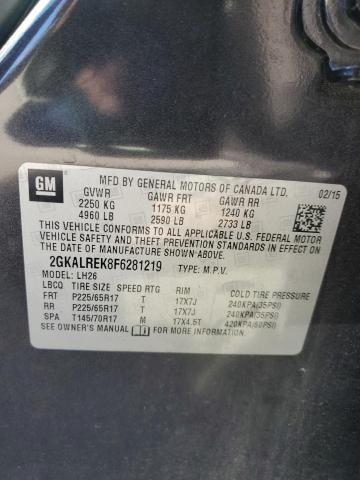 GM
MFD BY GENERAL MOTORS OF CANADA LTD. 02/15
GVWR GAWR FRT GAWR RR
2250 KG 1175 KG 1240 KG
4960 LB 2590 LB 2733 LB
THIS VEHICLE CONFORMS TO ALL APPLICABLE U.S. FEDERAL
MOTOR VEHICLE SAFETY AND THEFT PREVENTION STANDARDS IN
EFFECT ON THE DATE OF MANUFACTURE SHOWN ABOVE.
2GKALREK8F6281219 TYPE: M.P.V.
MODEL: LH26
LBCQ TIRE SIZE SPEED RTG RIM COLD TIRE PRESSURE
FRT P225/65R17 T 17X7J 240KPA(35PSI)
RR P225/65R17 T 17X7J 240KPA(35PSI)
SPA T145/70R17 M 17X4.5T 420KPA(60PSI)
SEE OWNER'S MANUAL FOR ADDITIONAL INFORMATION.